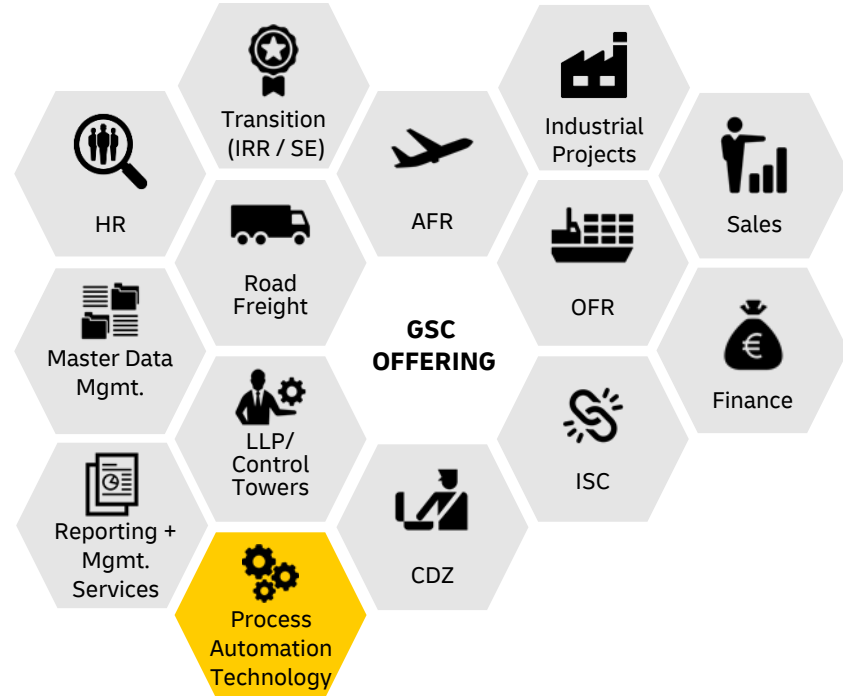 Transition
(IRR / SE)
Industrial
Projects
HR
AFR
Sales
Road
Freight
OFR
GSC
OFFERING
Master Data
Mgmt.
Finance
LLP/
Control
Towers
ISC
Reporting +
Mgmt.
Services
CDZ
Process
Automation
Technology
€